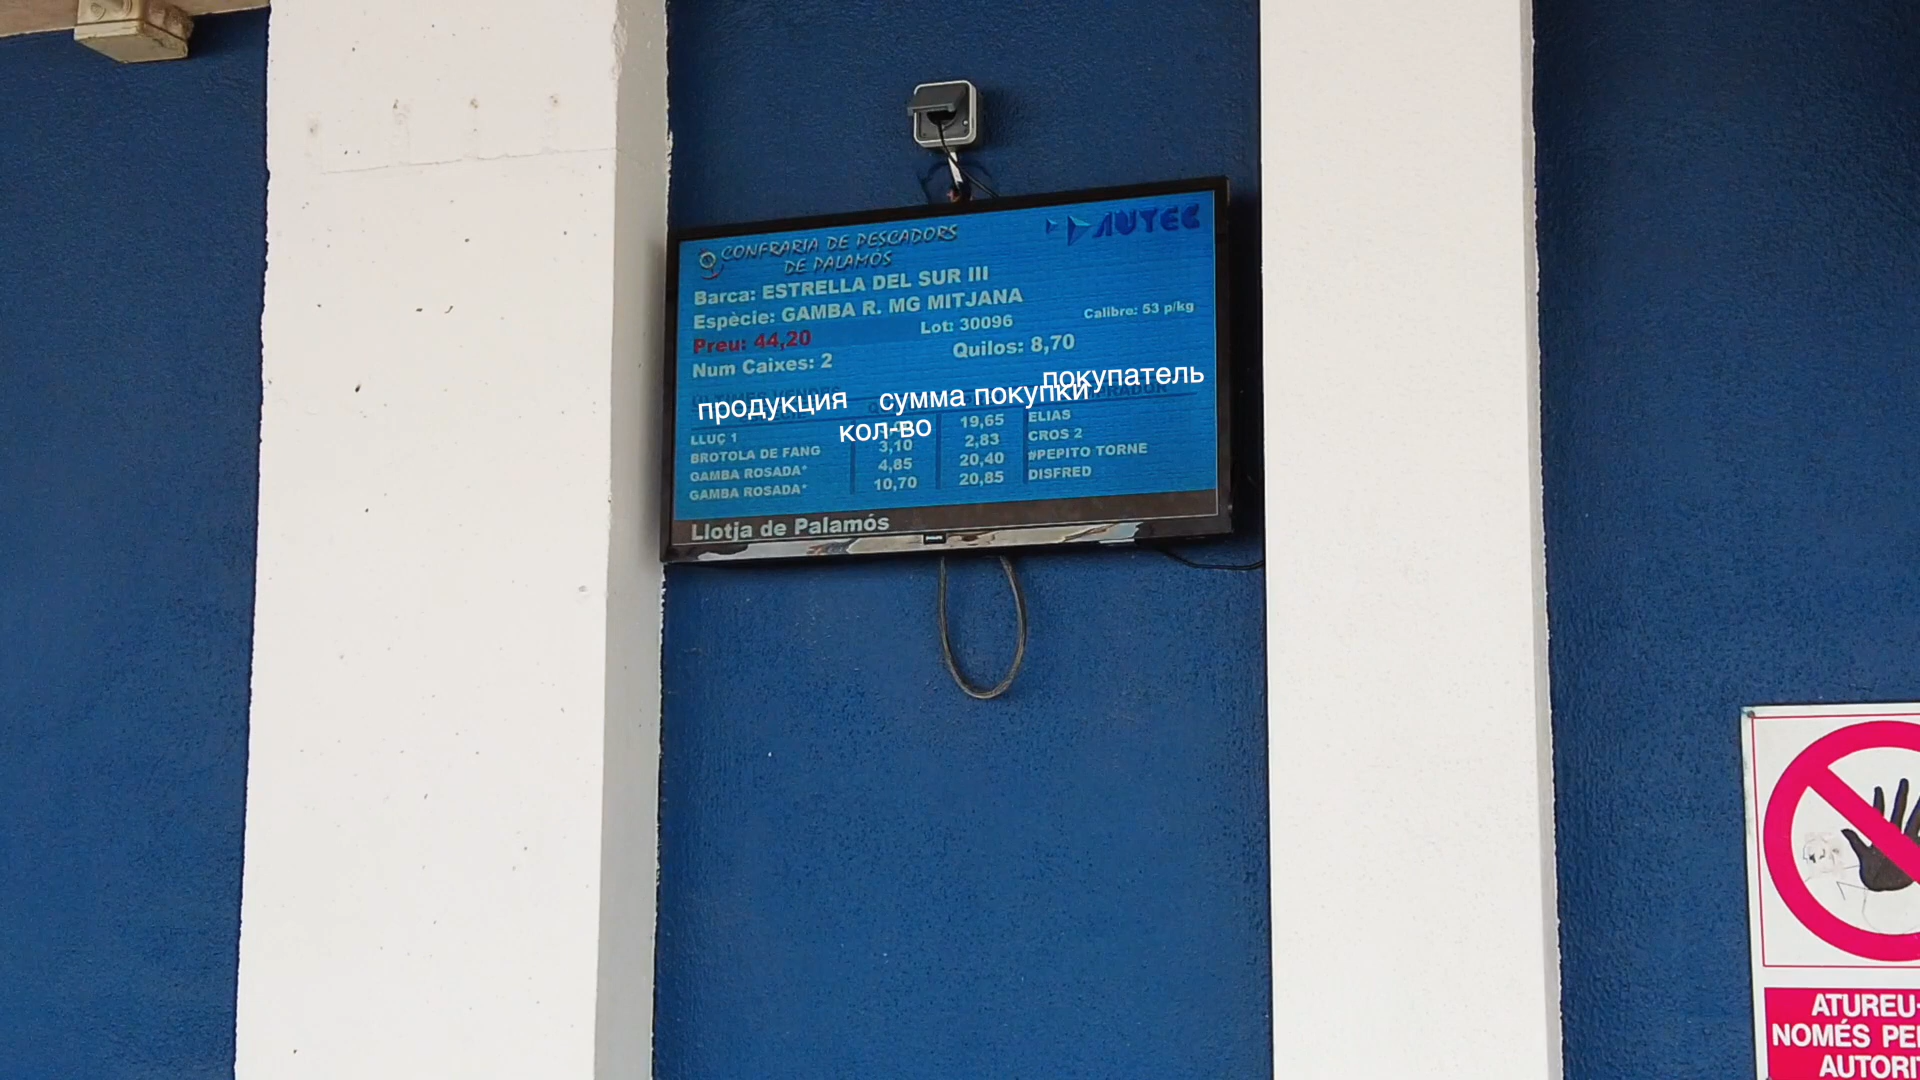 CONFRARIA DE PESCADORS
DE PALAMÓS
AUTEC
Barca: ESTRELLA DEL SUR III
Espècie: GAMBA R. MG MITJANA
Preu: 44,20
Lot: 30096
Calibre: 53 p/kg
Num Caixes: 2
Quilos: 8,70
продукция
сумма покупки
покупатель
кол-во
LLUÇ 1 19,65 ELIAS
BROTOLA DE FANG 3,10 2,83 CROS 2
GAMBA ROSADA* 4,85 20,40 #PEPITO TORNE
GAMBA ROSADA* 10,70 20,85 DISFRED
Llotja de Palamós
PHILIPS
ATUREU-
NOMÉS PE
AUTORI